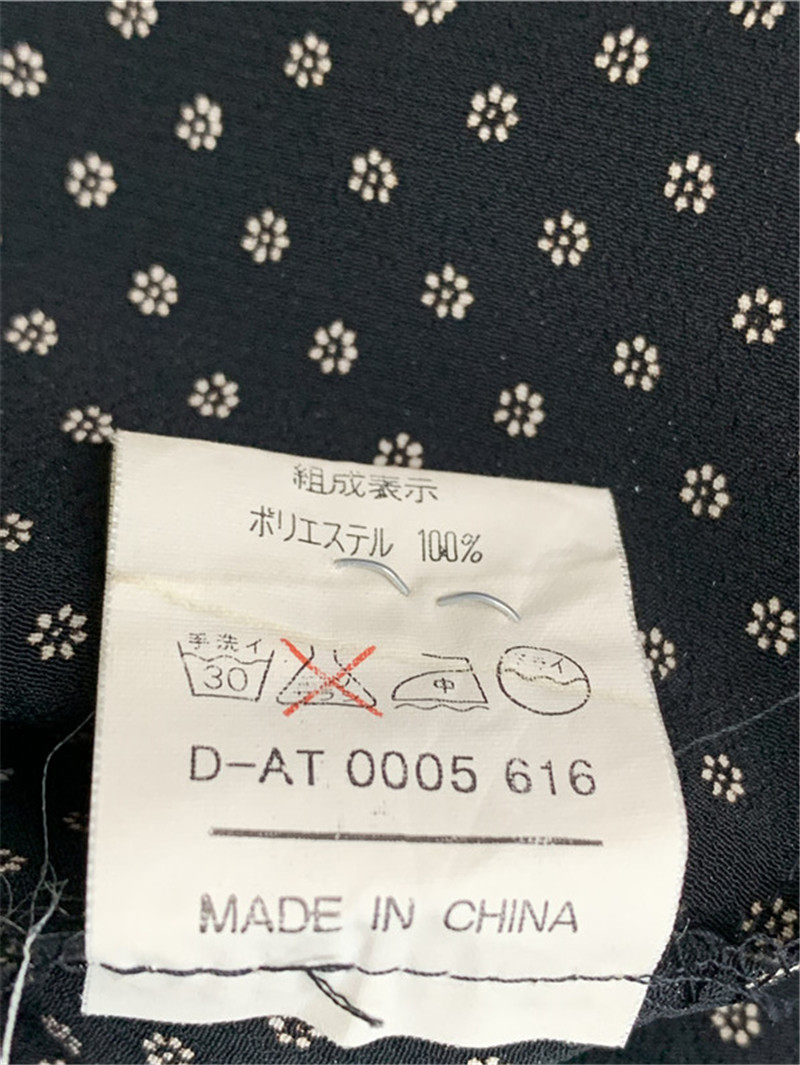 組成表示
ポリエステル 100%
手洗イ
30
中
ドライ
D-AT 0005 616
MADE IN CHINA